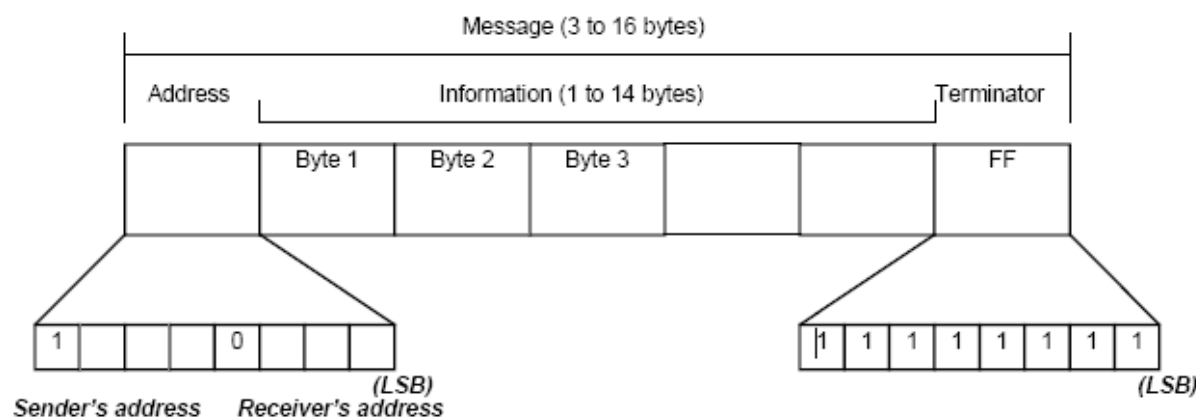 Message (3 to 16 bytes)
Address Information (1 to 14 bytes) Terminator
Byte 1 Byte 2 Byte 3 FF
1 0 1 1 1 1 1 1 1 1
(LSB) (LSB)
Sender's address Receiver's address